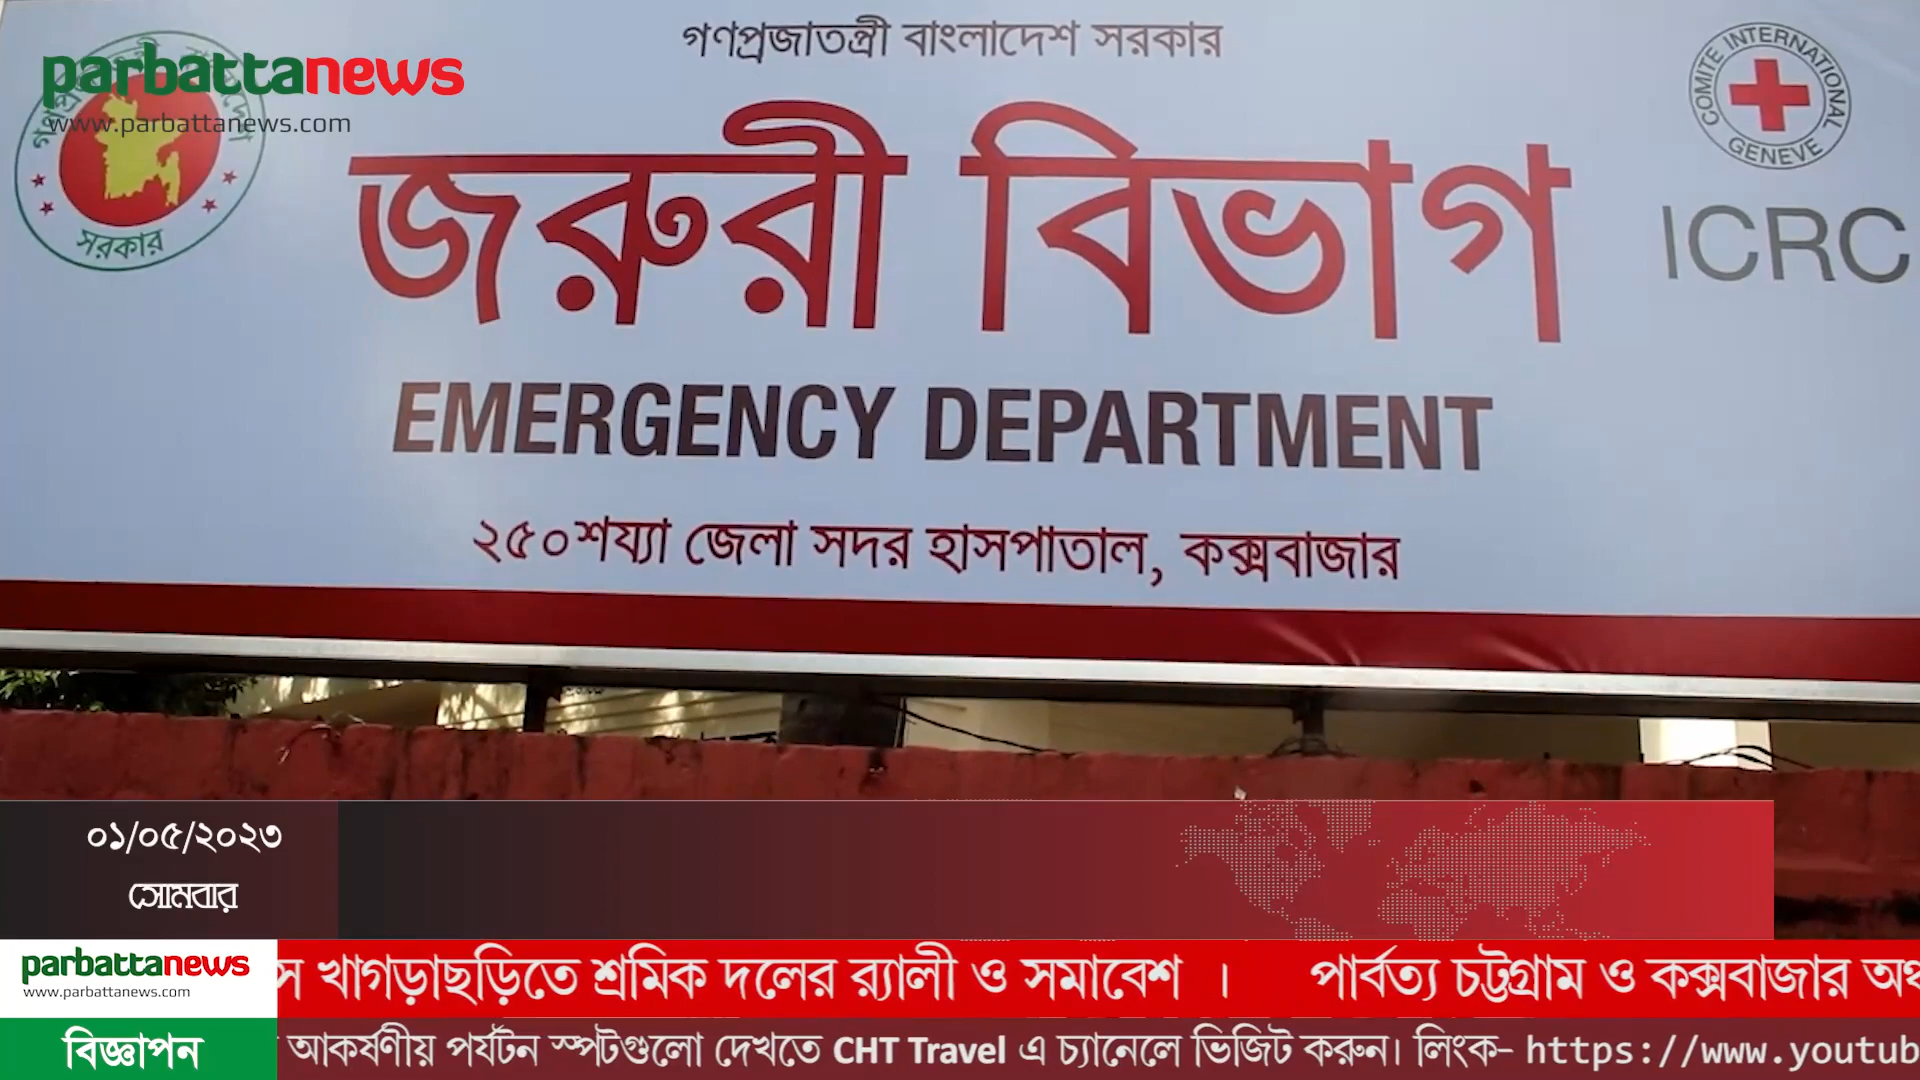 গণপ্রজাতন্ত্রী বাংলাদেশ সরকার
parbattanews
www.parbattanews.com
সরকার
COMITE INTERNATIONAL GENEVE
ICRC
জরুরী বিভাগ
EMERGENCY DEPARTMENT
২৫০শয্যা জেলা সদর হাসপাতাল, কক্সবাজার
০১/০৫/২০২৩
সোমবার
parbattanews
www.parbattanews.com
স খাগড়াছড়িতে শ্রমিক দলের র‍্যালী ও সমাবেশ । পার্বত্য চট্টগ্রাম ও কক্সবাজার
বিজ্ঞাপন
আকর্ষণীয় পর্যটন স্পটগুলো দেখতে CHT Travel এ চ্যানেলে ভিজিট করুন। লিংক- https://www.youtub